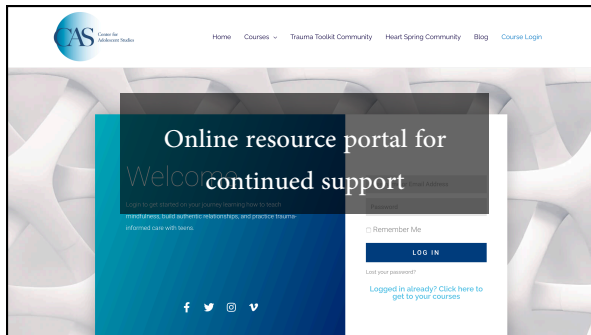 CAS
Center for
Adolescent Studies
Home Courses Trauma Toolkit Community Heart Spring Community Blog Course Login
Online resource portal for
continued support
Welcome
Login to get started on your journey learning how to teach
mindfulness, build authentic relationships, and practice trauma-
informed care with teens.
Email Address
Password
Remember Me
LOG IN
Lost your password?
Logged in already? Click here to
get to your courses